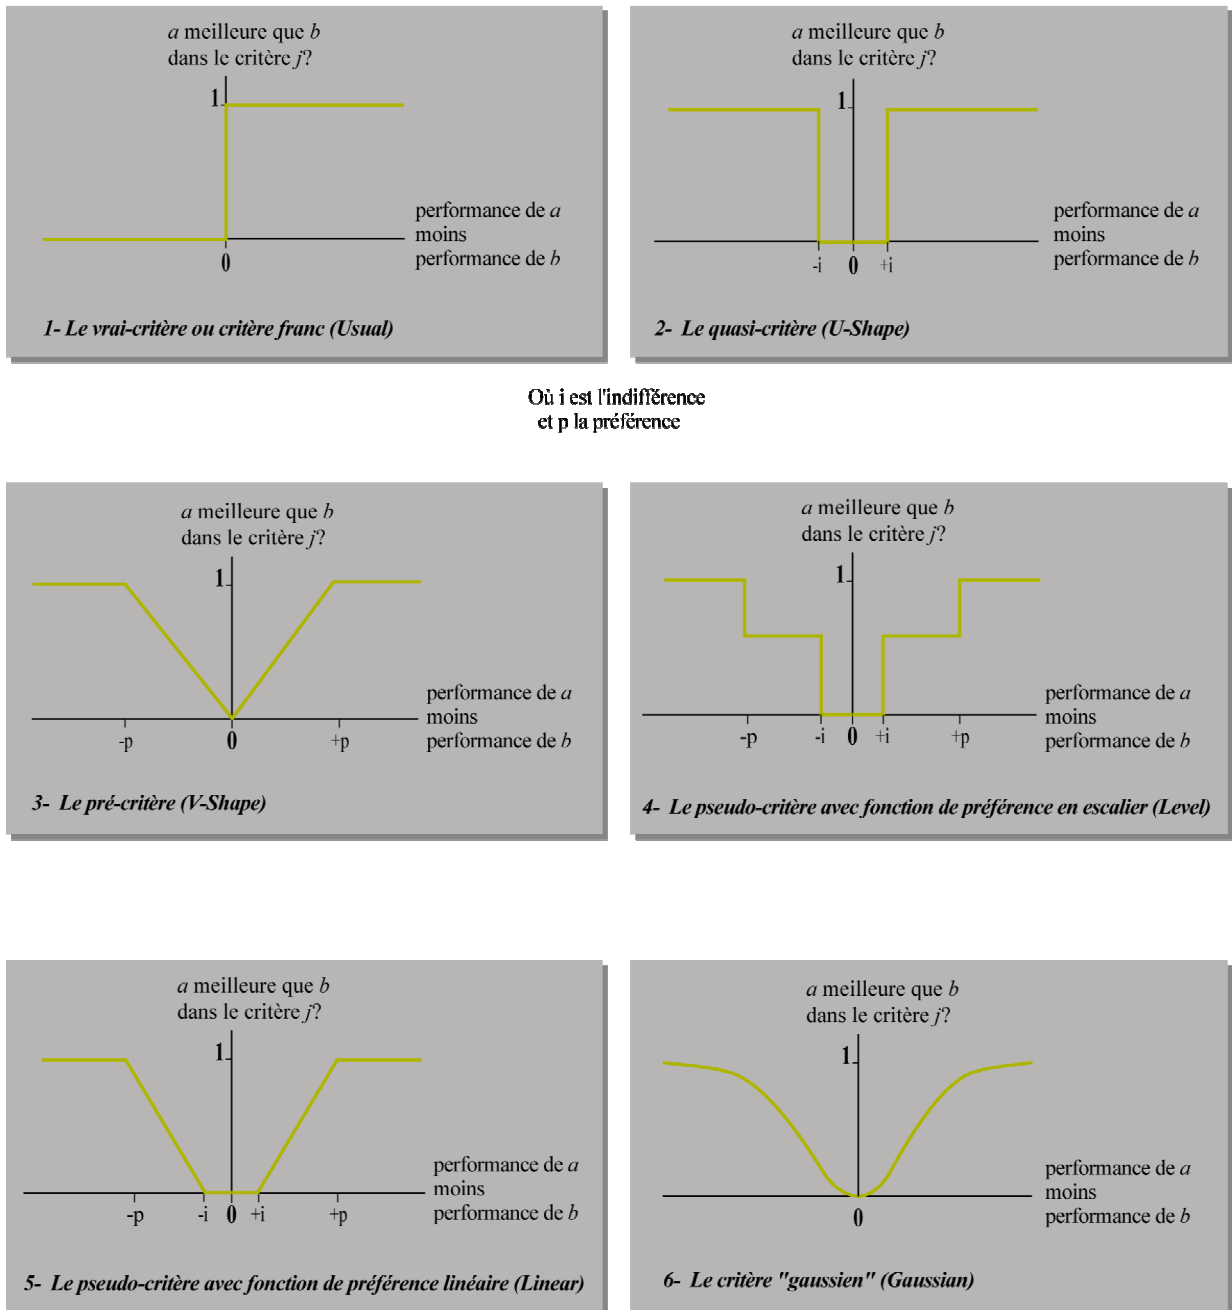 a meilleure que b
dans le critère j?
1
performance de a
moins
performance de b
0
1- Le vrai-critère ou critère franc (Usual)
a meilleure que b
dans le critère j?
1
performance de a
moins
performance de b
-i 0 +i
2- Le quasi-critère (U-Shape)
Où i est l'indifférence
et p la préférence
a meilleure que b
dans le critère j?
1
performance de a
moins
performance de b
-p 0 +p
3- Le pré-critère (V-Shape)
a meilleure que b
dans le critère j?
1
performance de a
moins
performance de b
-p -i 0 +i +p
4- Le pseudo-critère avec fonction de préférence en escalier (Level)
a meilleure que b
dans le critère j?
1
performance de a
moins
performance de b
-p -i 0 +i +p
5- Le pseudo-critère avec fonction de préférence linéaire (Linear)
a meilleure que b
dans le critère j?
1
performance de a
moins
performance de b
0
6- Le critère "gaussien" (Gaussian)